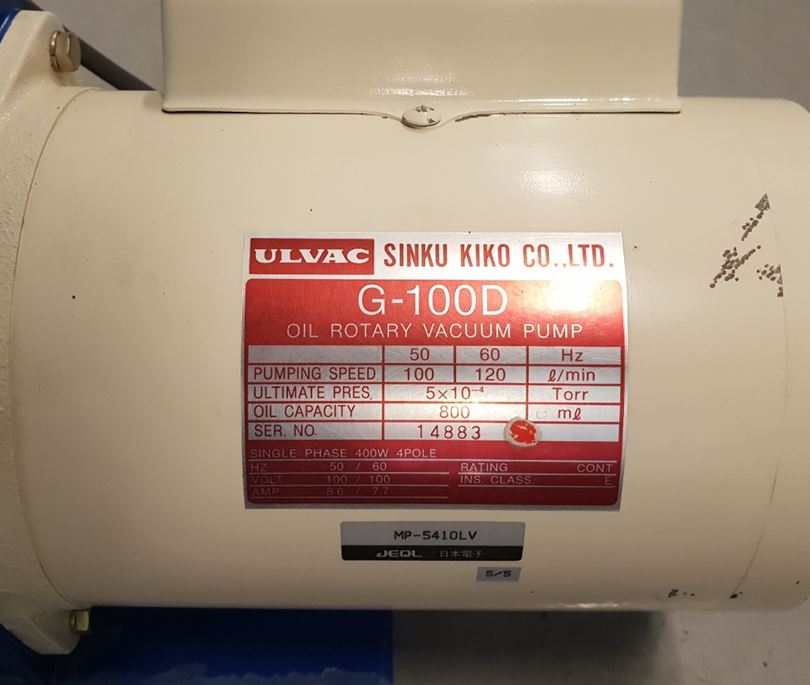 ULVAC SINKU KIKO CO.,LTD.
G-100D
OIL ROTARY VACUUM PUMP
50 60 Hz
PUMPING SPEED 100 120 ℓ/min
ULTIMATE PRES, 5×10⁻⁴ Torr
OIL CAPACITY 800 mℓ
SER. NO. 14883
SINGLE PHASE 400W 4POLE
HZ 50 / 60 RATING CONT
VOLT 100 / 100 INS. CLASS. E
AMP 8.6 / 7.7
MP-5410LV
JEOL / 日本電子
5/5